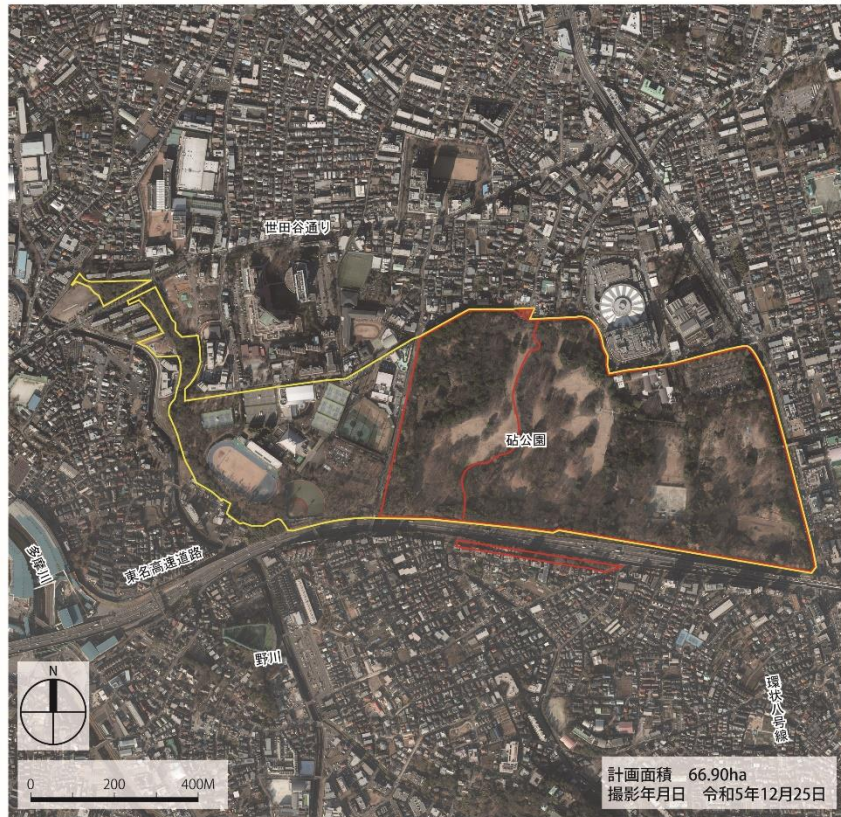 世田谷通り
砧公園
多摩川
東名高速道路
野川
環状八号線
N
0 200 400M
計画面積 66.90ha
撮影年月日 令和5年12月25日